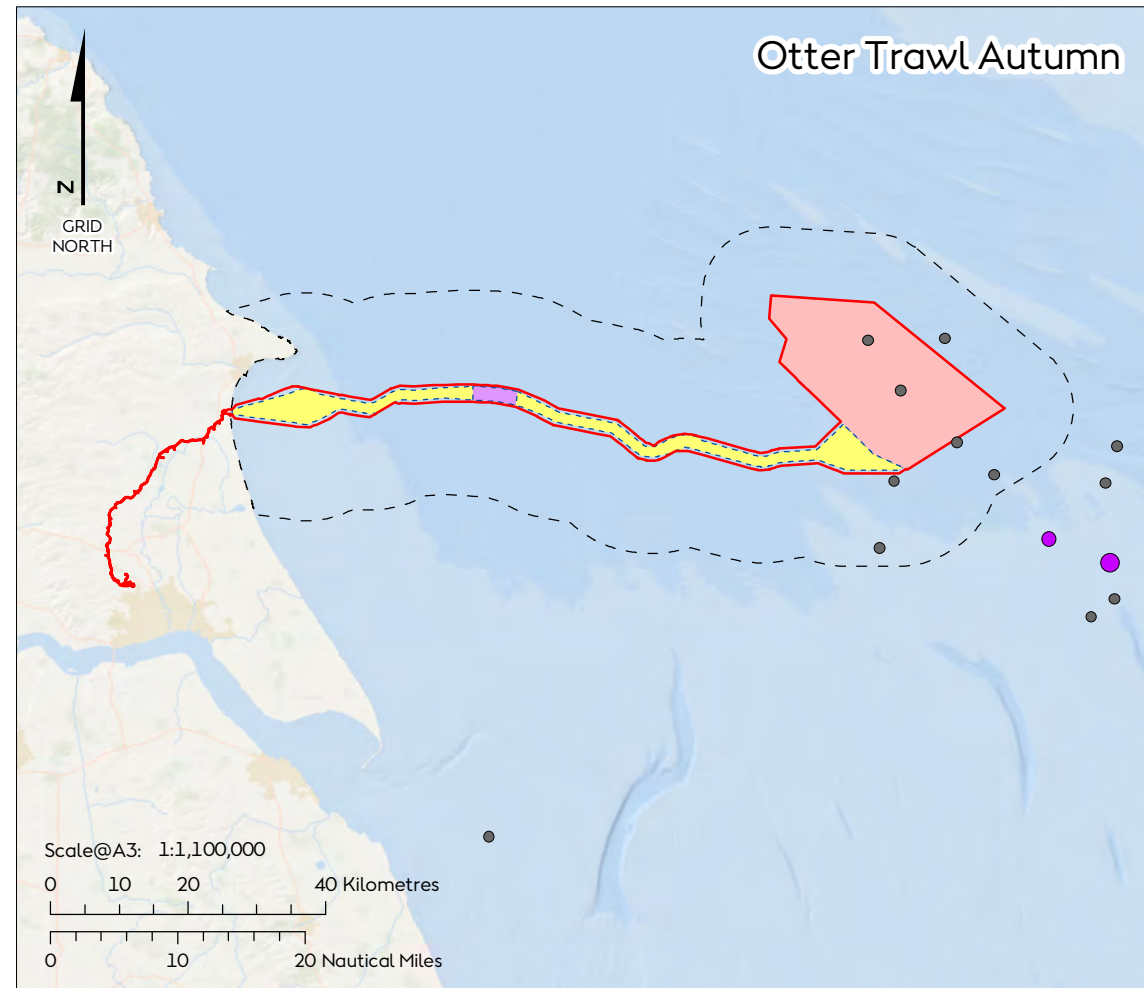 Otter Trawl Autumn
N
GRID
NORTH
Scale@A3: 1:1,100,000
0 10 20 40 Kilometres
0 10 20 Nautical Miles